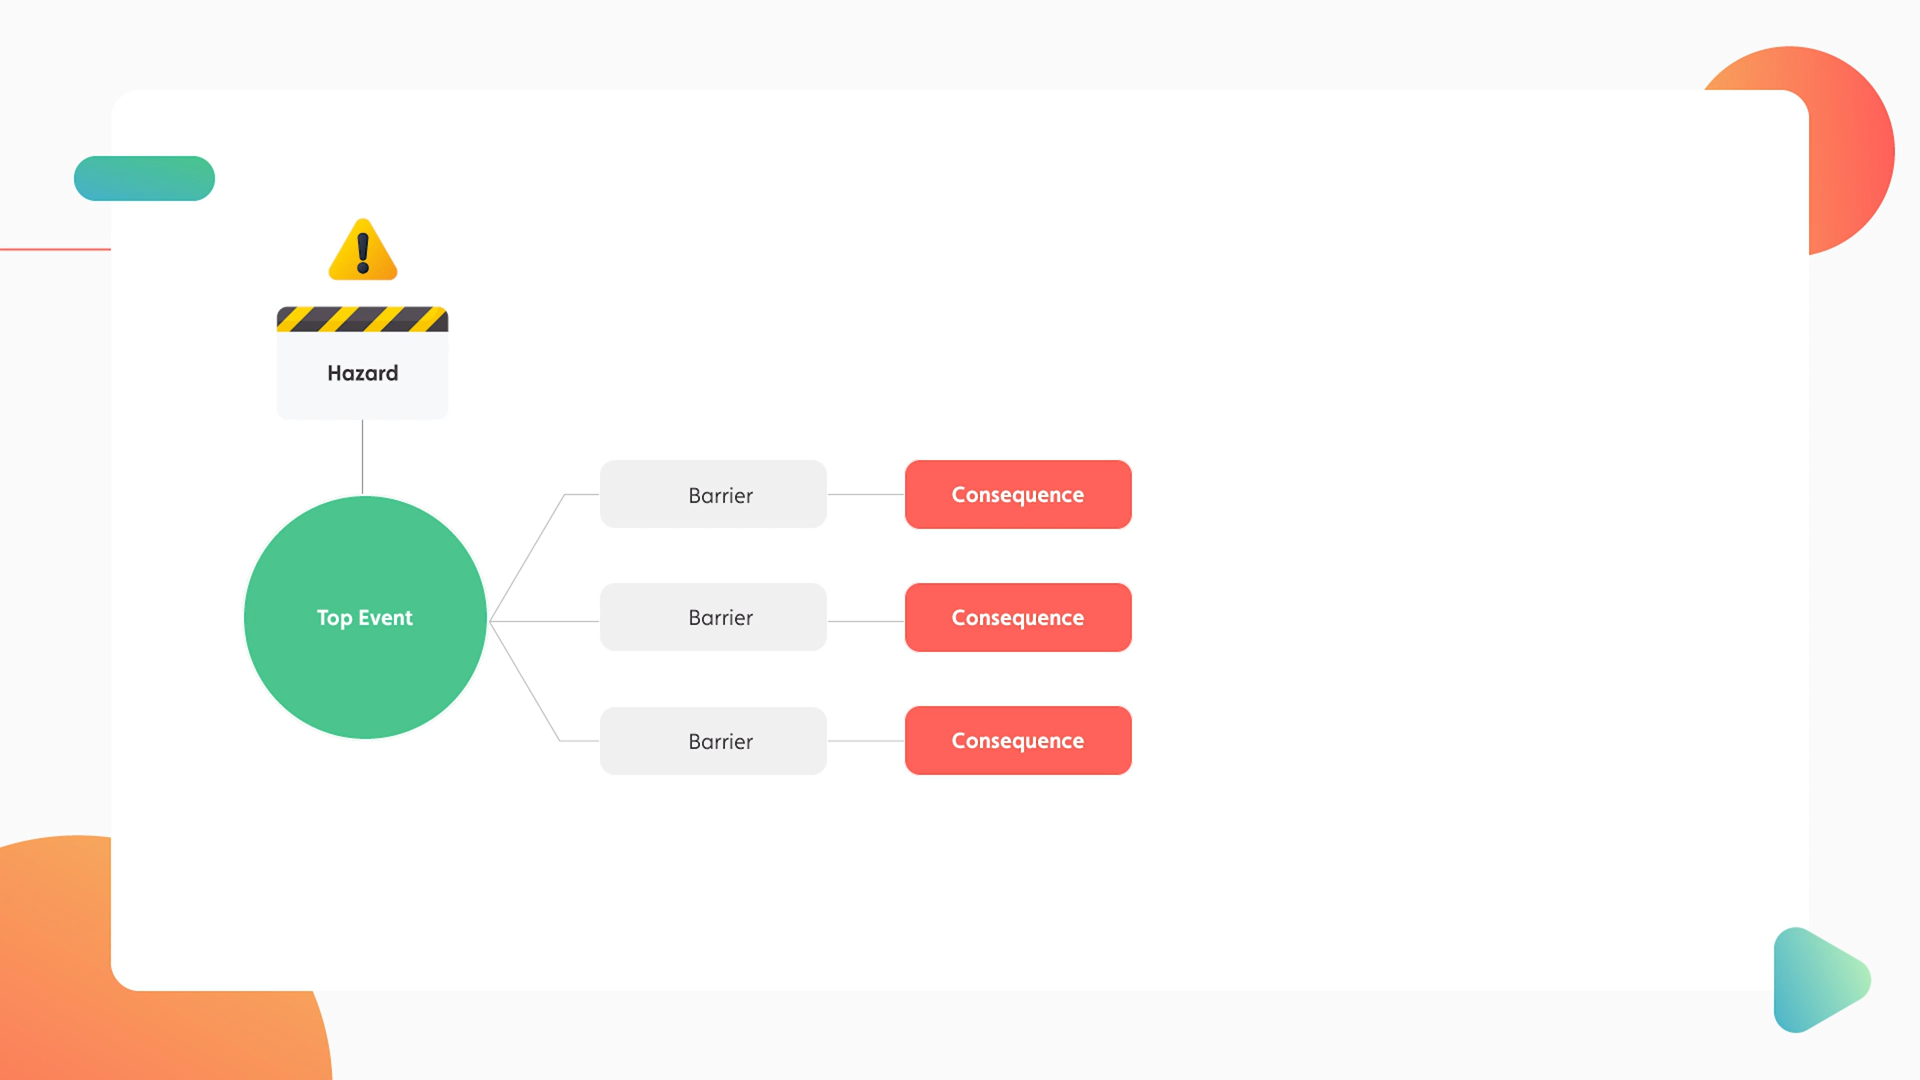 Hazard
Top Event
Barrier
Consequence
Barrier
Consequence
Barrier
Consequence